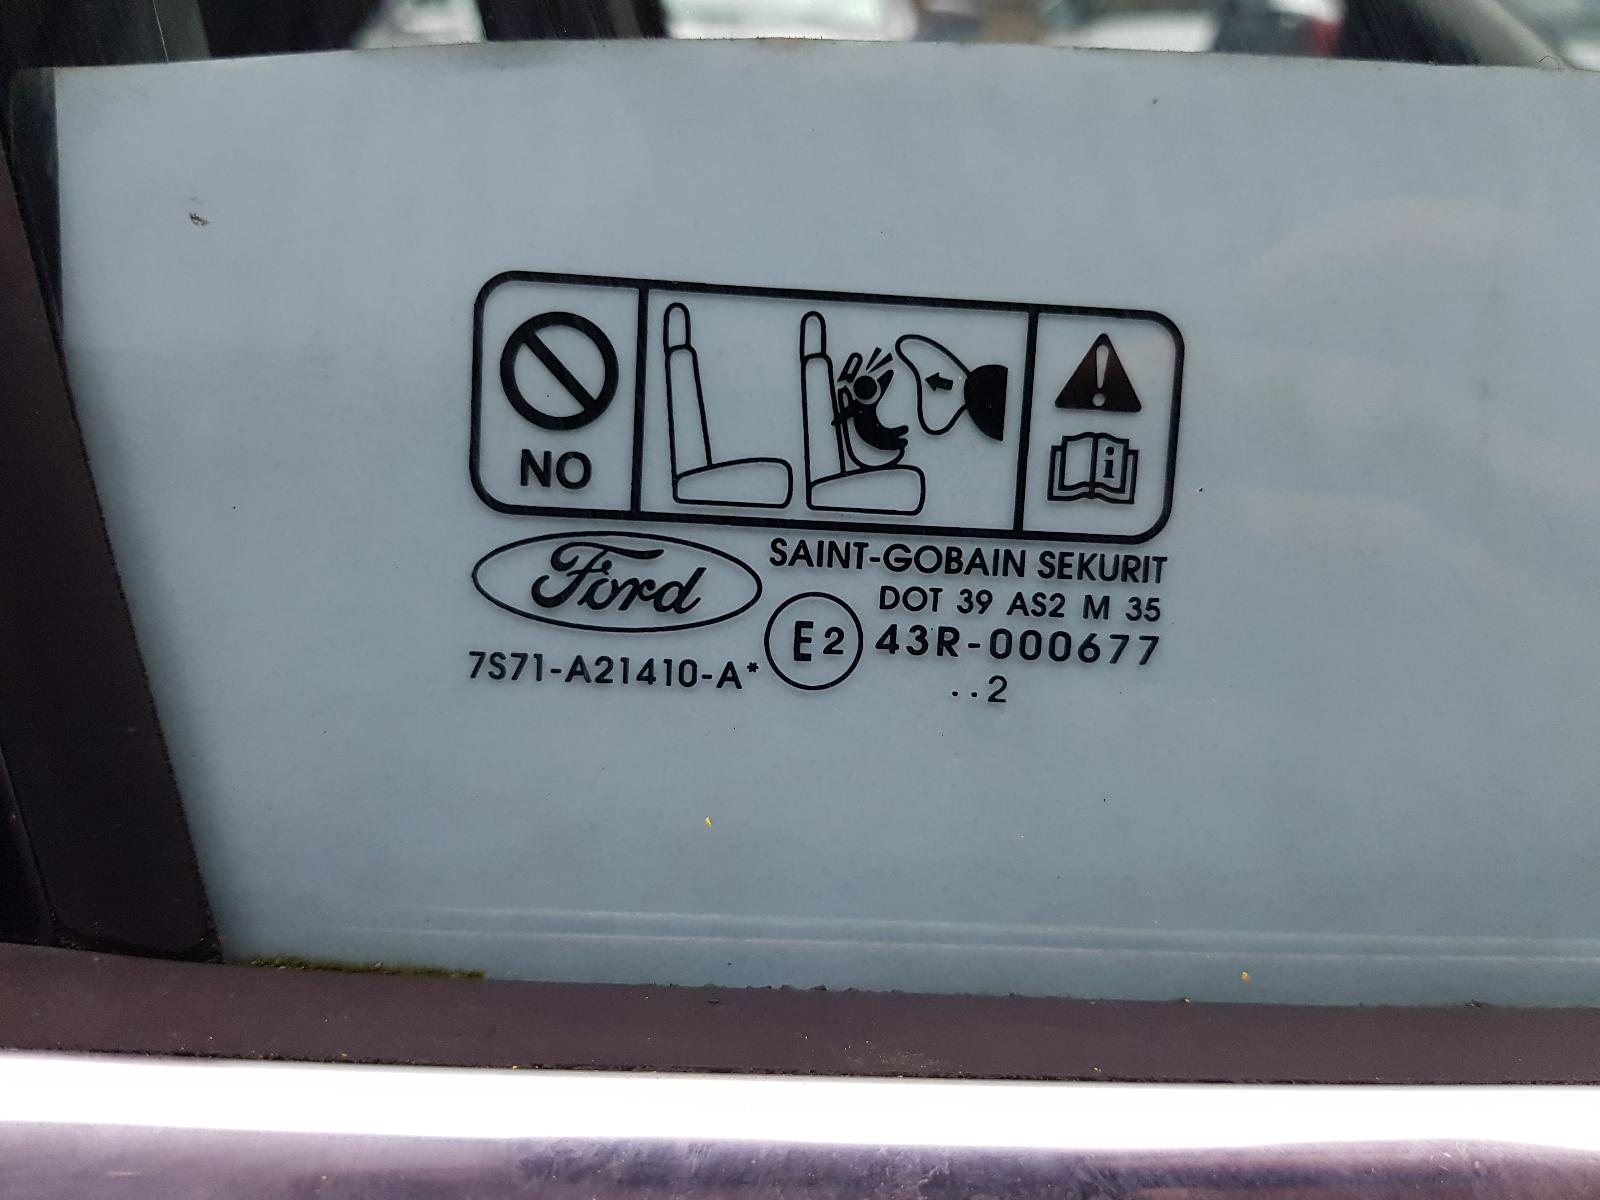 NO
i
Ford
SAINT-GOBAIN SEKURIT
DOT 39 AS2 M 35
E2 43R-000677
7S71-A21410-A*
..2